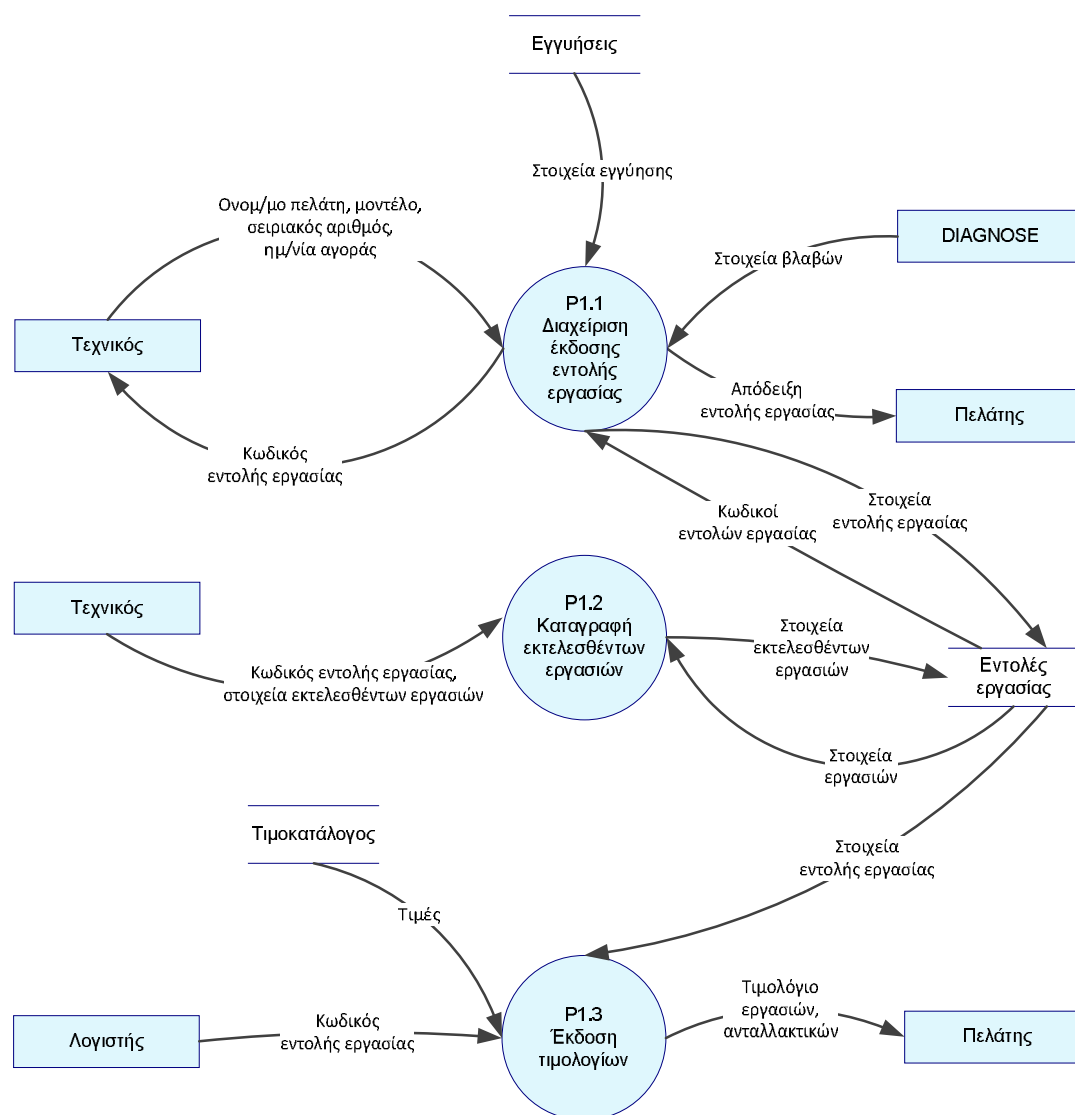 Εγγυήσεις
Στοιχεία εγγύησης
Ονομ/μο πελάτη, μοντέλο,
σειριακός αριθμός,
ημ/νία αγοράς
DIAGNOSE
Στοιχεία βλαβών
P1.1
Διαχείριση
έκδοσης
εντολής
εργασίας
Τεχνικός
Απόδειξη
εντολής εργασίας
Πελάτης
Κωδικός
εντολής εργασίας
Κωδικοί
εντολών εργασίας
Στοιχεία
εντολής εργασίας
Τεχνικός
P1.2
Καταγραφή
εκτελεσθέντων
εργασιών
Στοιχεία
εκτελεσθέντων
εργασιών
Εντολές
εργασίας
Κωδικός εντολής εργασίας,
στοιχεία εκτελεσθέντων εργασιών
Στοιχεία
εργασιών
Τιμοκατάλογος
Στοιχεία
εντολής εργασίας
Τιμές
Λογιστής
Κωδικός
εντολής εργασίας
P1.3
Έκδοση
τιμολογίων
Τιμολόγιο
εργασιών,
ανταλλακτικών
Πελάτης